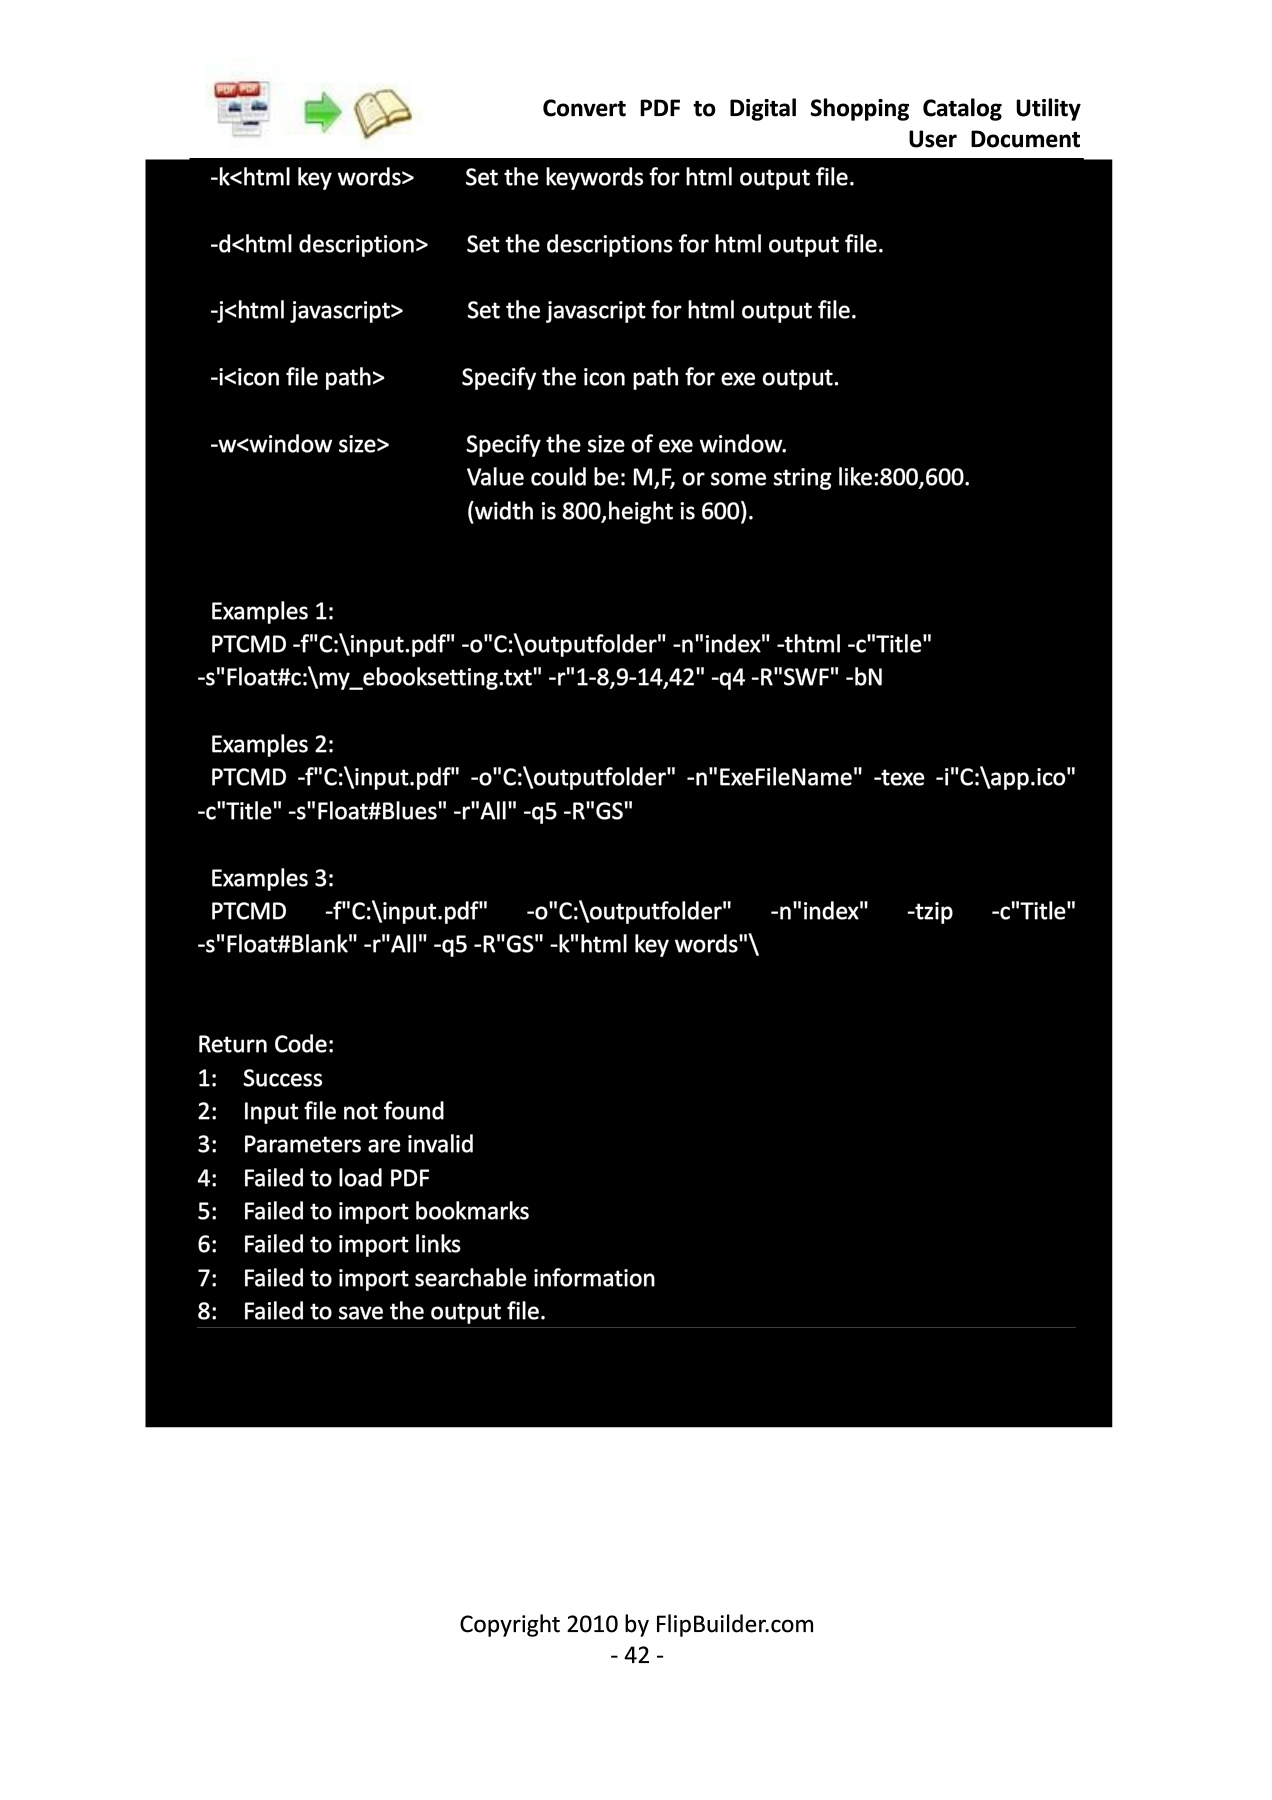 PDF PDF
Convert PDF to Digital Shopping Catalog Utility
User Document
-k<html key words> Set the keywords for html output file.
-d<html description> Set the descriptions for html output file.
-j<html javascript> Set the javascript for html output file.
-i<icon file path> Specify the icon path for exe output.
-w<window size> Specify the size of exe window.
Value could be: M,F, or some string like:800,600.
(width is 800,height is 600).
Examples 1:
PTCMD -f"C:\input.pdf" -o"C:\outputfolder" -n"index" -thtml -c"Title"
-s"Float#c:\my_ebooksetting.txt" -r"1-8,9-14,42" -q4 -R"SWF" -bN
Examples 2:
PTCMD -f"C:\input.pdf" -o"C:\outputfolder" -n"ExeFileName" -texe -i"C:\app.ico"
-c"Title" -s"Float#Blues" -r"All" -q5 -R"GS"
Examples 3:
PTCMD -f"C:\input.pdf" -o"C:\outputfolder" -n"index" -tzip -c"Title"
-s"Float#Blank" -r"All" -q5 -R"GS" -k"html key words"\
Return Code:
1: Success
2: Input file not found
3: Parameters are invalid
4: Failed to load PDF
5: Failed to import bookmarks
6: Failed to import links
7: Failed to import searchable information
8: Failed to save the output file.
Copyright 2010 by FlipBuilder.com
- 42 -